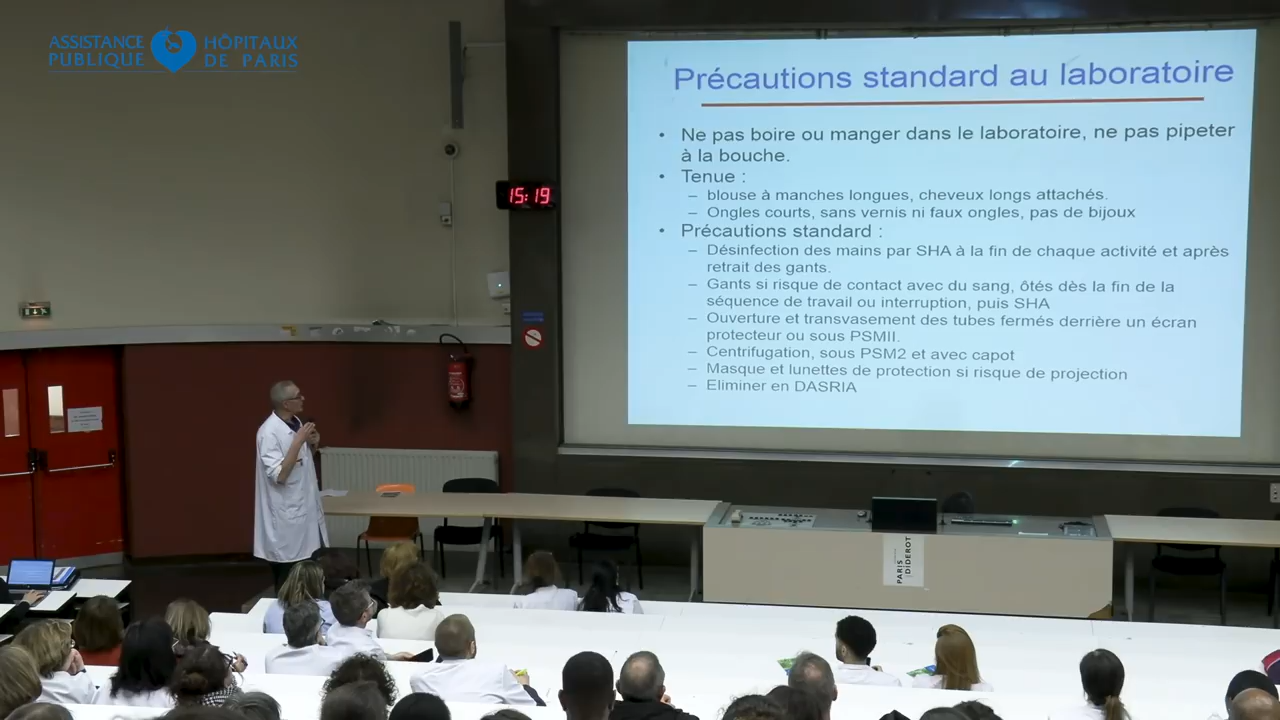 ASSISTANCE HÔPITAUX
PUBLIQUE DE PARIS
15:19
Précautions standard au laboratoire
• Ne pas boire ou manger dans le laboratoire, ne pas pipeter
à la bouche.
• Tenue :
– blouse à manches longues, cheveux longs attachés.
– Ongles courts, sans vernis ni faux ongles, pas de bijoux
• Précautions standard :
– Désinfection des mains par SHA à la fin de chaque activité et après
retrait des gants.
– Gants si risque de contact avec du sang, ôtés dès la fin de la
séquence de travail ou interruption, puis SHA
– Ouverture et transvasement des tubes fermés derrière un écran
protecteur ou sous PSMII.
– Centrifugation, sous PSM2 et avec capot
– Masque et lunettes de protection si risque de projection
– Eliminer en DASRIA
PARIS
DIDEROT